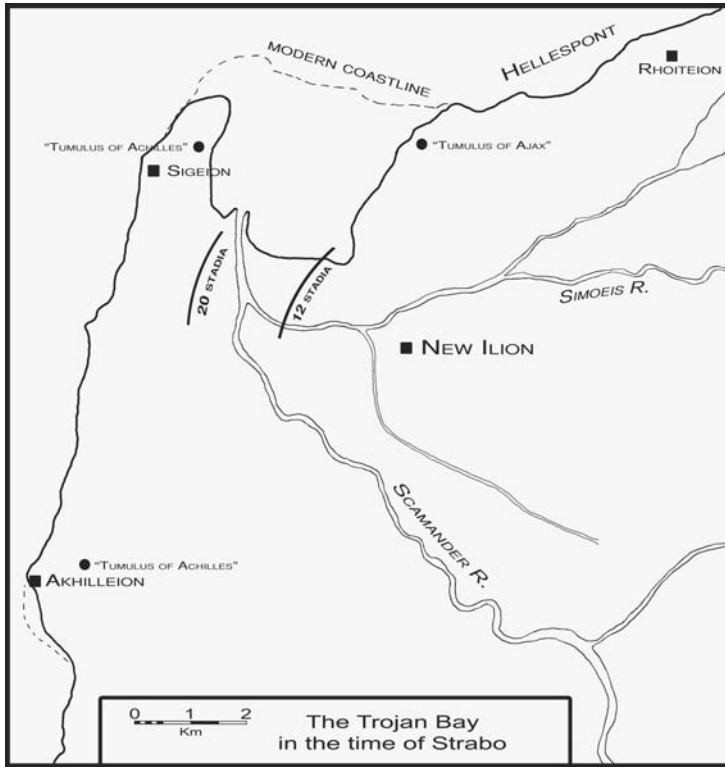 MODERN COASTLINE
HELLESPONT
RHOITEION
"TUMULUS OF ACHILLES"
SIGEION
"TUMULUS OF AJAX"
20 STADIA
12 STADIA
SIMOEIS R.
NEW ILION
SCAMANDER R.
"TUMULUS OF ACHILLES"
AKHILLEION
0 1 2
Km
The Trojan Bay
in the time of Strabo